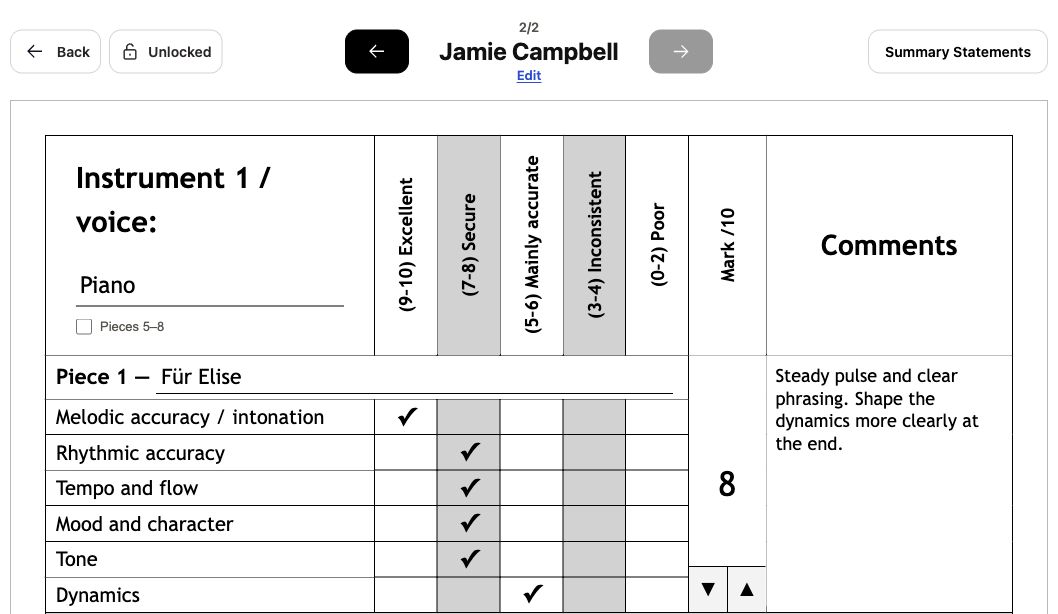 2/2
Back
Unlocked
Jamie Campbell
Edit
Summary Statements
Instrument 1 /
voice:
Piano
Pieces 5–8
(9-10) Excellent
(7-8) Secure
(5-6) Mainly accurate
(3-4) Inconsistent
(0-2) Poor
Mark /10
Comments
Piece 1 — Für Elise
Melodic accuracy / intonation
Rhythmic accuracy
Tempo and flow
Mood and character
Tone
Dynamics
8
Steady pulse and clear
phrasing. Shape the
dynamics more clearly at
the end.